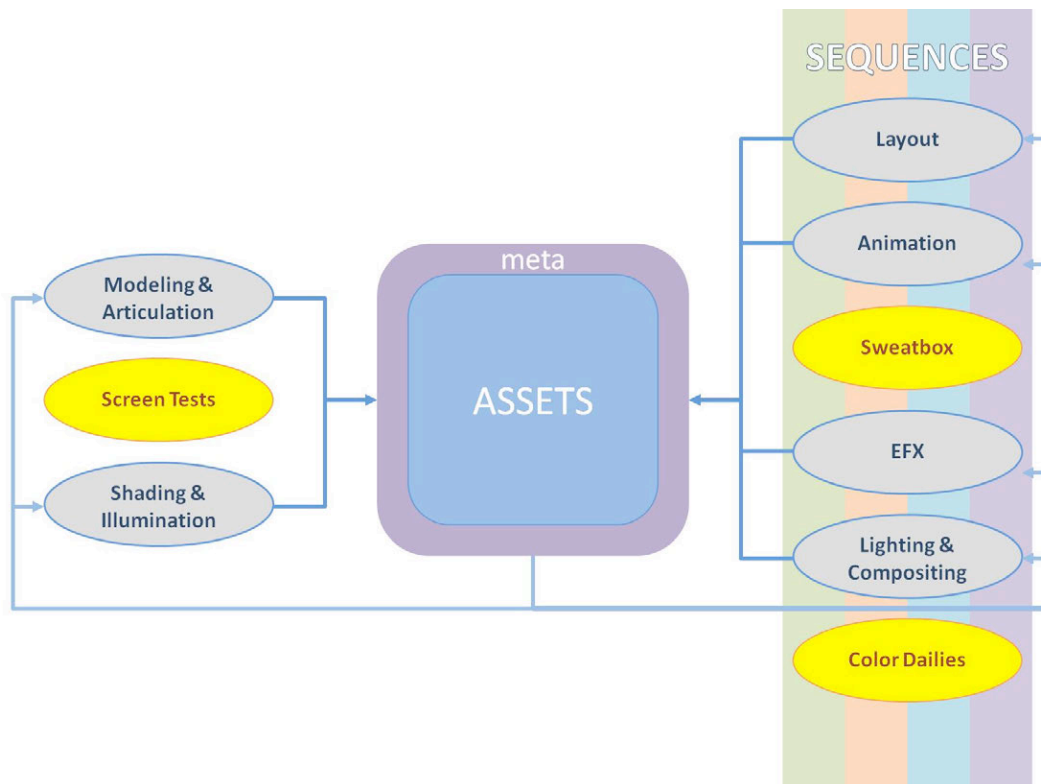 SEQUENCES
Layout
Animation
meta
Modeling &
Articulation
Sweatbox
Screen Tests
ASSETS
EFX
Shading &
Illumination
Lighting &
Compositing
Color Dailies